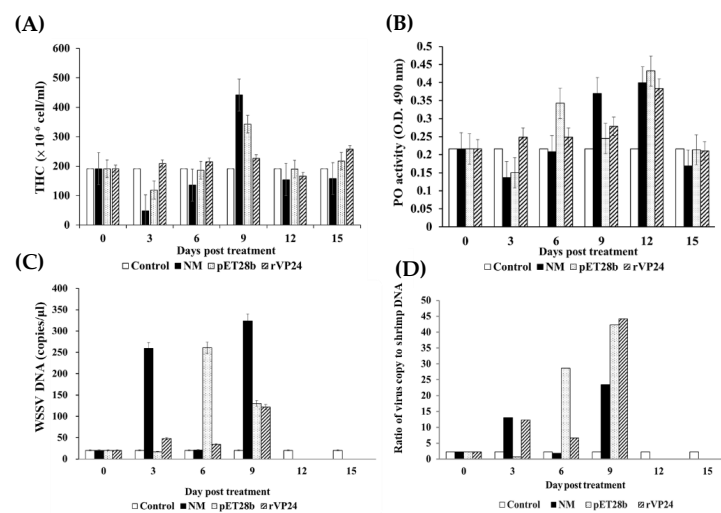 (A)
THC (x 10-6 cell/ml)
600
500
400
300
200
100
0
0 3 6 9 12 15
Days post treatment
Control NM pET28b rVP24
(B)
PO activity (O.D. 490 nm)
0.5
0.45
0.4
0.35
0.3
0.25
0.2
0.15
0.1
0.05
0
0 3 6 9 12 15
Days post treatment
Control NM pET28b rVP24
(C)
WSSV DNA (copies/µl)
400
350
300
250
200
150
100
50
0
0 3 6 9 12 15
Day post treatment
Control NM pET28b rVP24
(D)
Ratio of virus copy to shrimp DNA
50
45
40
35
30
25
20
15
10
5
0
0 3 6 9 12 15
Day post treatment
Control NM pET28b rVP24